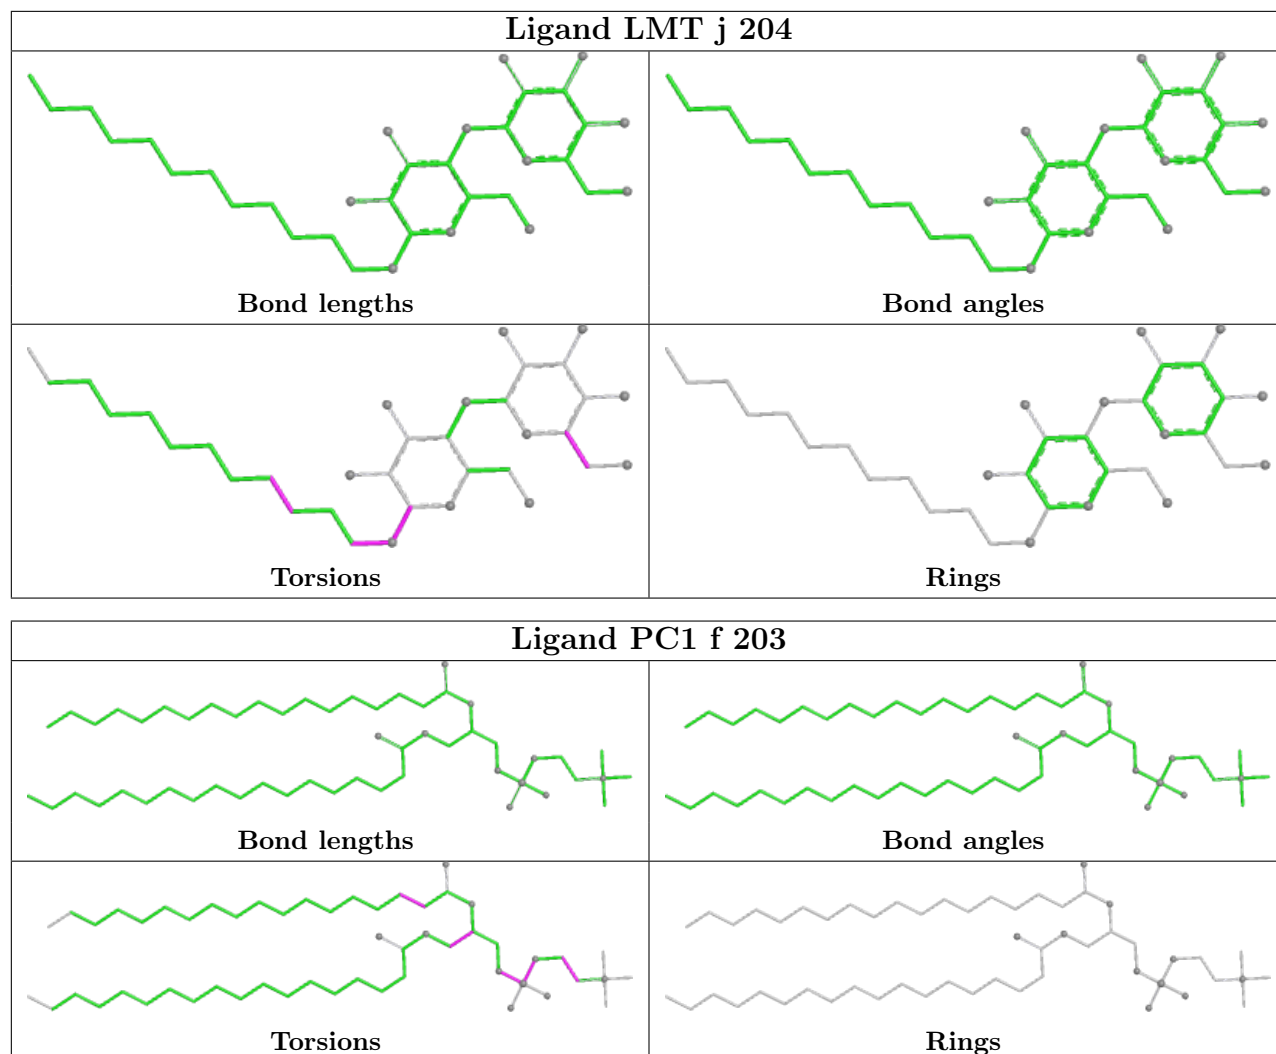 Ligand LMT j 204
Bond lengths
Bond angles
Torsions
Rings
Ligand PC1 f 203
Bond lengths
Bond angles
Torsions
Rings